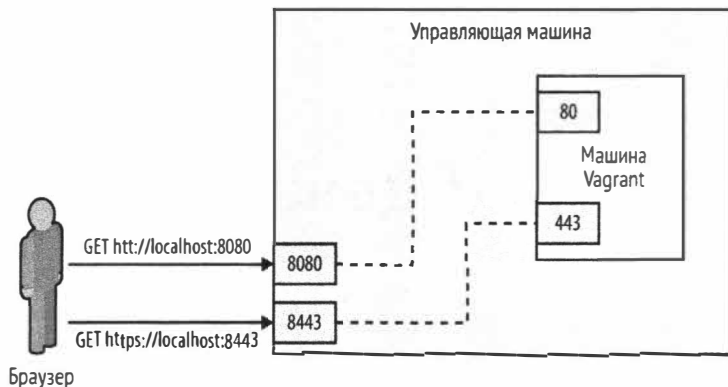 Управляющая машина
80
Машина
Vagrant
443
GET htt://localhost:8080
8080
8443
GET https://localhost:8443
Браузер